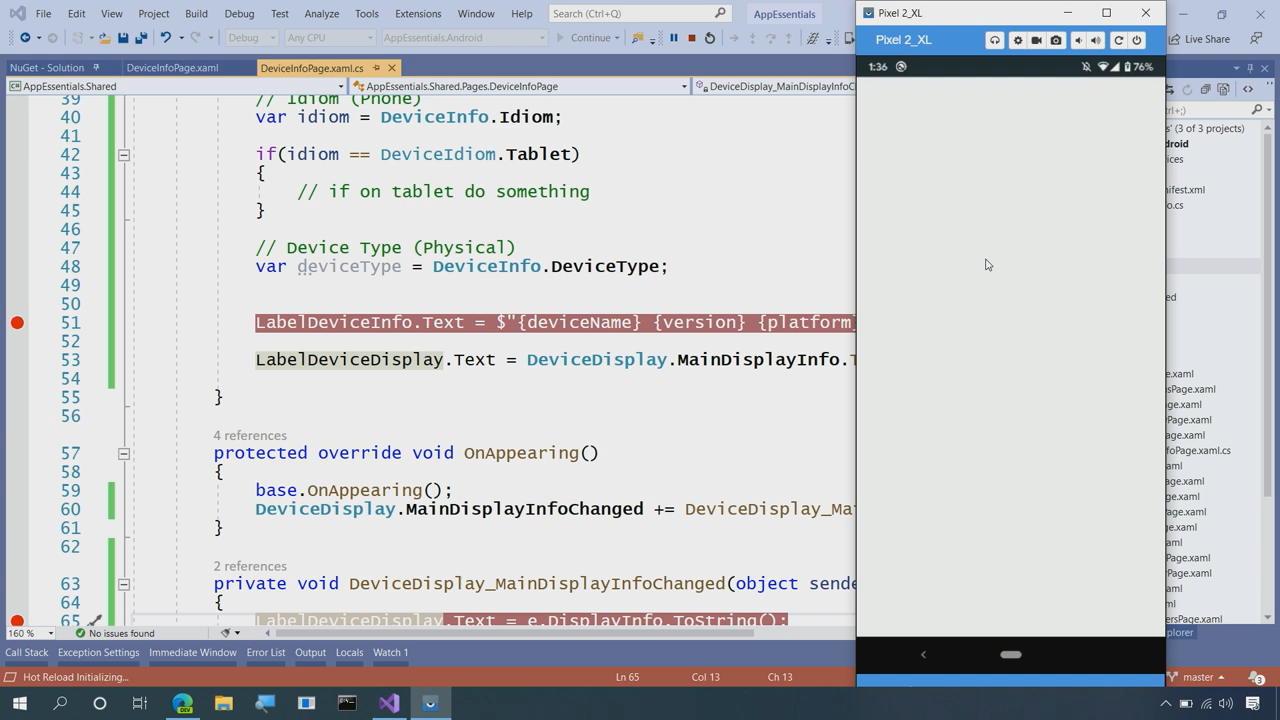 File Edit View Project Build Debug Test Analyze Tools Extensions Window Help Search (Ctrl+Q) AppEssentials
Pixel 2_XL
Debug Any CPU AppEssentials.Android Continue Live Share
Pixel 2_XL
NuGet - Solution DeviceInfoPage.xaml DeviceInfoPage.xaml.cs
1:36 76%
AppEssentials.Shared AppEssentials.Shared.Pages.DeviceInfoPage DeviceDisplay_MainDisplayInfoC
39 // Idiom (Phone)
40 var idiom = DeviceInfo.Idiom;
41
42 if(idiom == DeviceIdiom.Tablet)
43 {
44 // if on tablet do something
45 }
46
47 // Device Type (Physical)
48 var deviceType = DeviceInfo.DeviceType;
49
50
51 LabelDeviceInfo.Text = $"{deviceName} {version} {platform
52
53 LabelDeviceDisplay.Text = DeviceDisplay.MainDisplayInfo.T
54
55 }
56
4 references
57 protected override void OnAppearing()
58 {
59 base.OnAppearing();
60 DeviceDisplay.MainDisplayInfoChanged += DeviceDisplay_Ma
61 }
62
2 references
63 private void DeviceDisplay_MainDisplayInfoChanged(object sende
64 {
65 LabelDeviceDisplay.Text = e.DisplayInfo.ToString();
160 % No issues found
trl+;)
s' (3 of 3 projects)
ndroid
ices
nifest.xml
o.cs
ed
e.xaml
nsPage.xaml
ge.xaml
yPage.xaml
ge.xaml
foPage.xaml.cs
aml
ge.xaml
Page.xaml
ge.xaml
xaml
aml
Page.xaml
Page.xaml
xaml
aml
ersPage.xaml
plorer
Call Stack Exception Settings Immediate Window Error List Output Locals Watch 1
Hot Reload Initializing... Ln 65 Col 13 Ch 13 master 3
DEV